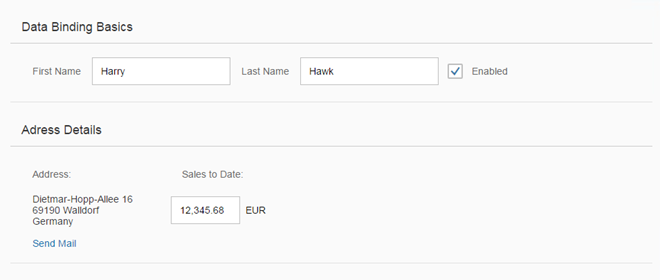 Data Binding Basics
First Name Harry Last Name Hawk Enabled
Adress Details
Address: Sales to Date:
Dietmar-Hopp-Allee 16
69190 Walldorf 12,345.68 EUR
Germany
Send Mail